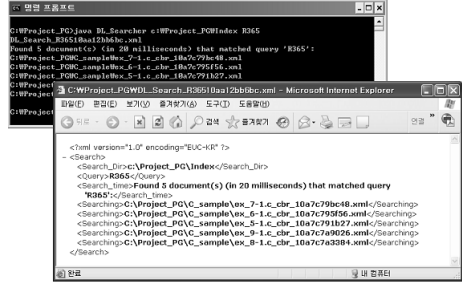 명령 프롬프트
C:\Project_PG>java DL_Searcher c:\Project_PG\Index R365
DL_Search_R36510aa12bb6bc.xml
Found 5 document(s) (in 20 milliseconds) that matched query 'R365':
C:\Project_PG\C_sample\ex_7-1.c_cbr_10a7c79bc48.xml
C:\Project_PG\C_sample\ex_6-1.c_cbr_10a7c795f56.xml
C:\Project_PG\C_sample\ex_5-1.c_cbr_10a7c791b27.xml
C:\Project
C:\Project
C:\Project
C:\Project_PG\DL_Search_R36510aa12bb6bc.xml - Microsoft Internet Explorer
파일(F) 편집(E) 보기(V) 즐겨찾기(A) 도구(T) 도움말(H)
뒤로 검색 즐겨찾기 연결 »
<?xml version="1.0" encoding="EUC-KR" ?>
- <Search>
<Search_Dir>c:\Project_PG\Index</Search_Dir>
<Query>R365</Query>
<Search_time>Found 5 document(s) (in 20 milliseconds) that matched query
'R365':</Search_time>
<Searching>C:\Project_PG\C_sample\ex_7-1.c_cbr_10a7c79bc48.xml</Searching>
<Searching>C:\Project_PG\C_sample\ex_6-1.c_cbr_10a7c795f56.xml</Searching>
<Searching>C:\Project_PG\C_sample\ex_5-1.c_cbr_10a7c791b27.xml</Searching>
<Searching>C:\Project_PG\C_sample\ex_9-1.c_cbr_10a7c7a9026.xml</Searching>
<Searching>C:\Project_PG\C_sample\ex_8-1.c_cbr_10a7c7a3384.xml</Searching>
</Search>
완료 내 컴퓨터